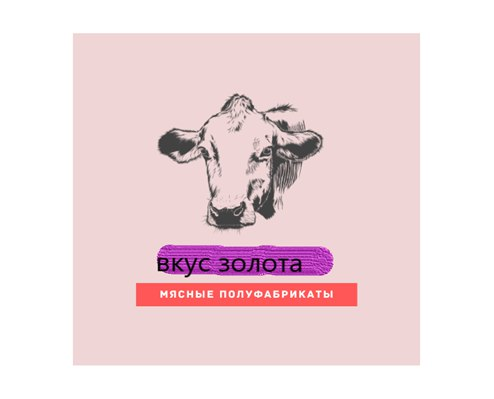 вкус золота
МЯСНЫЕ ПОЛУФАБРИКАТЫ